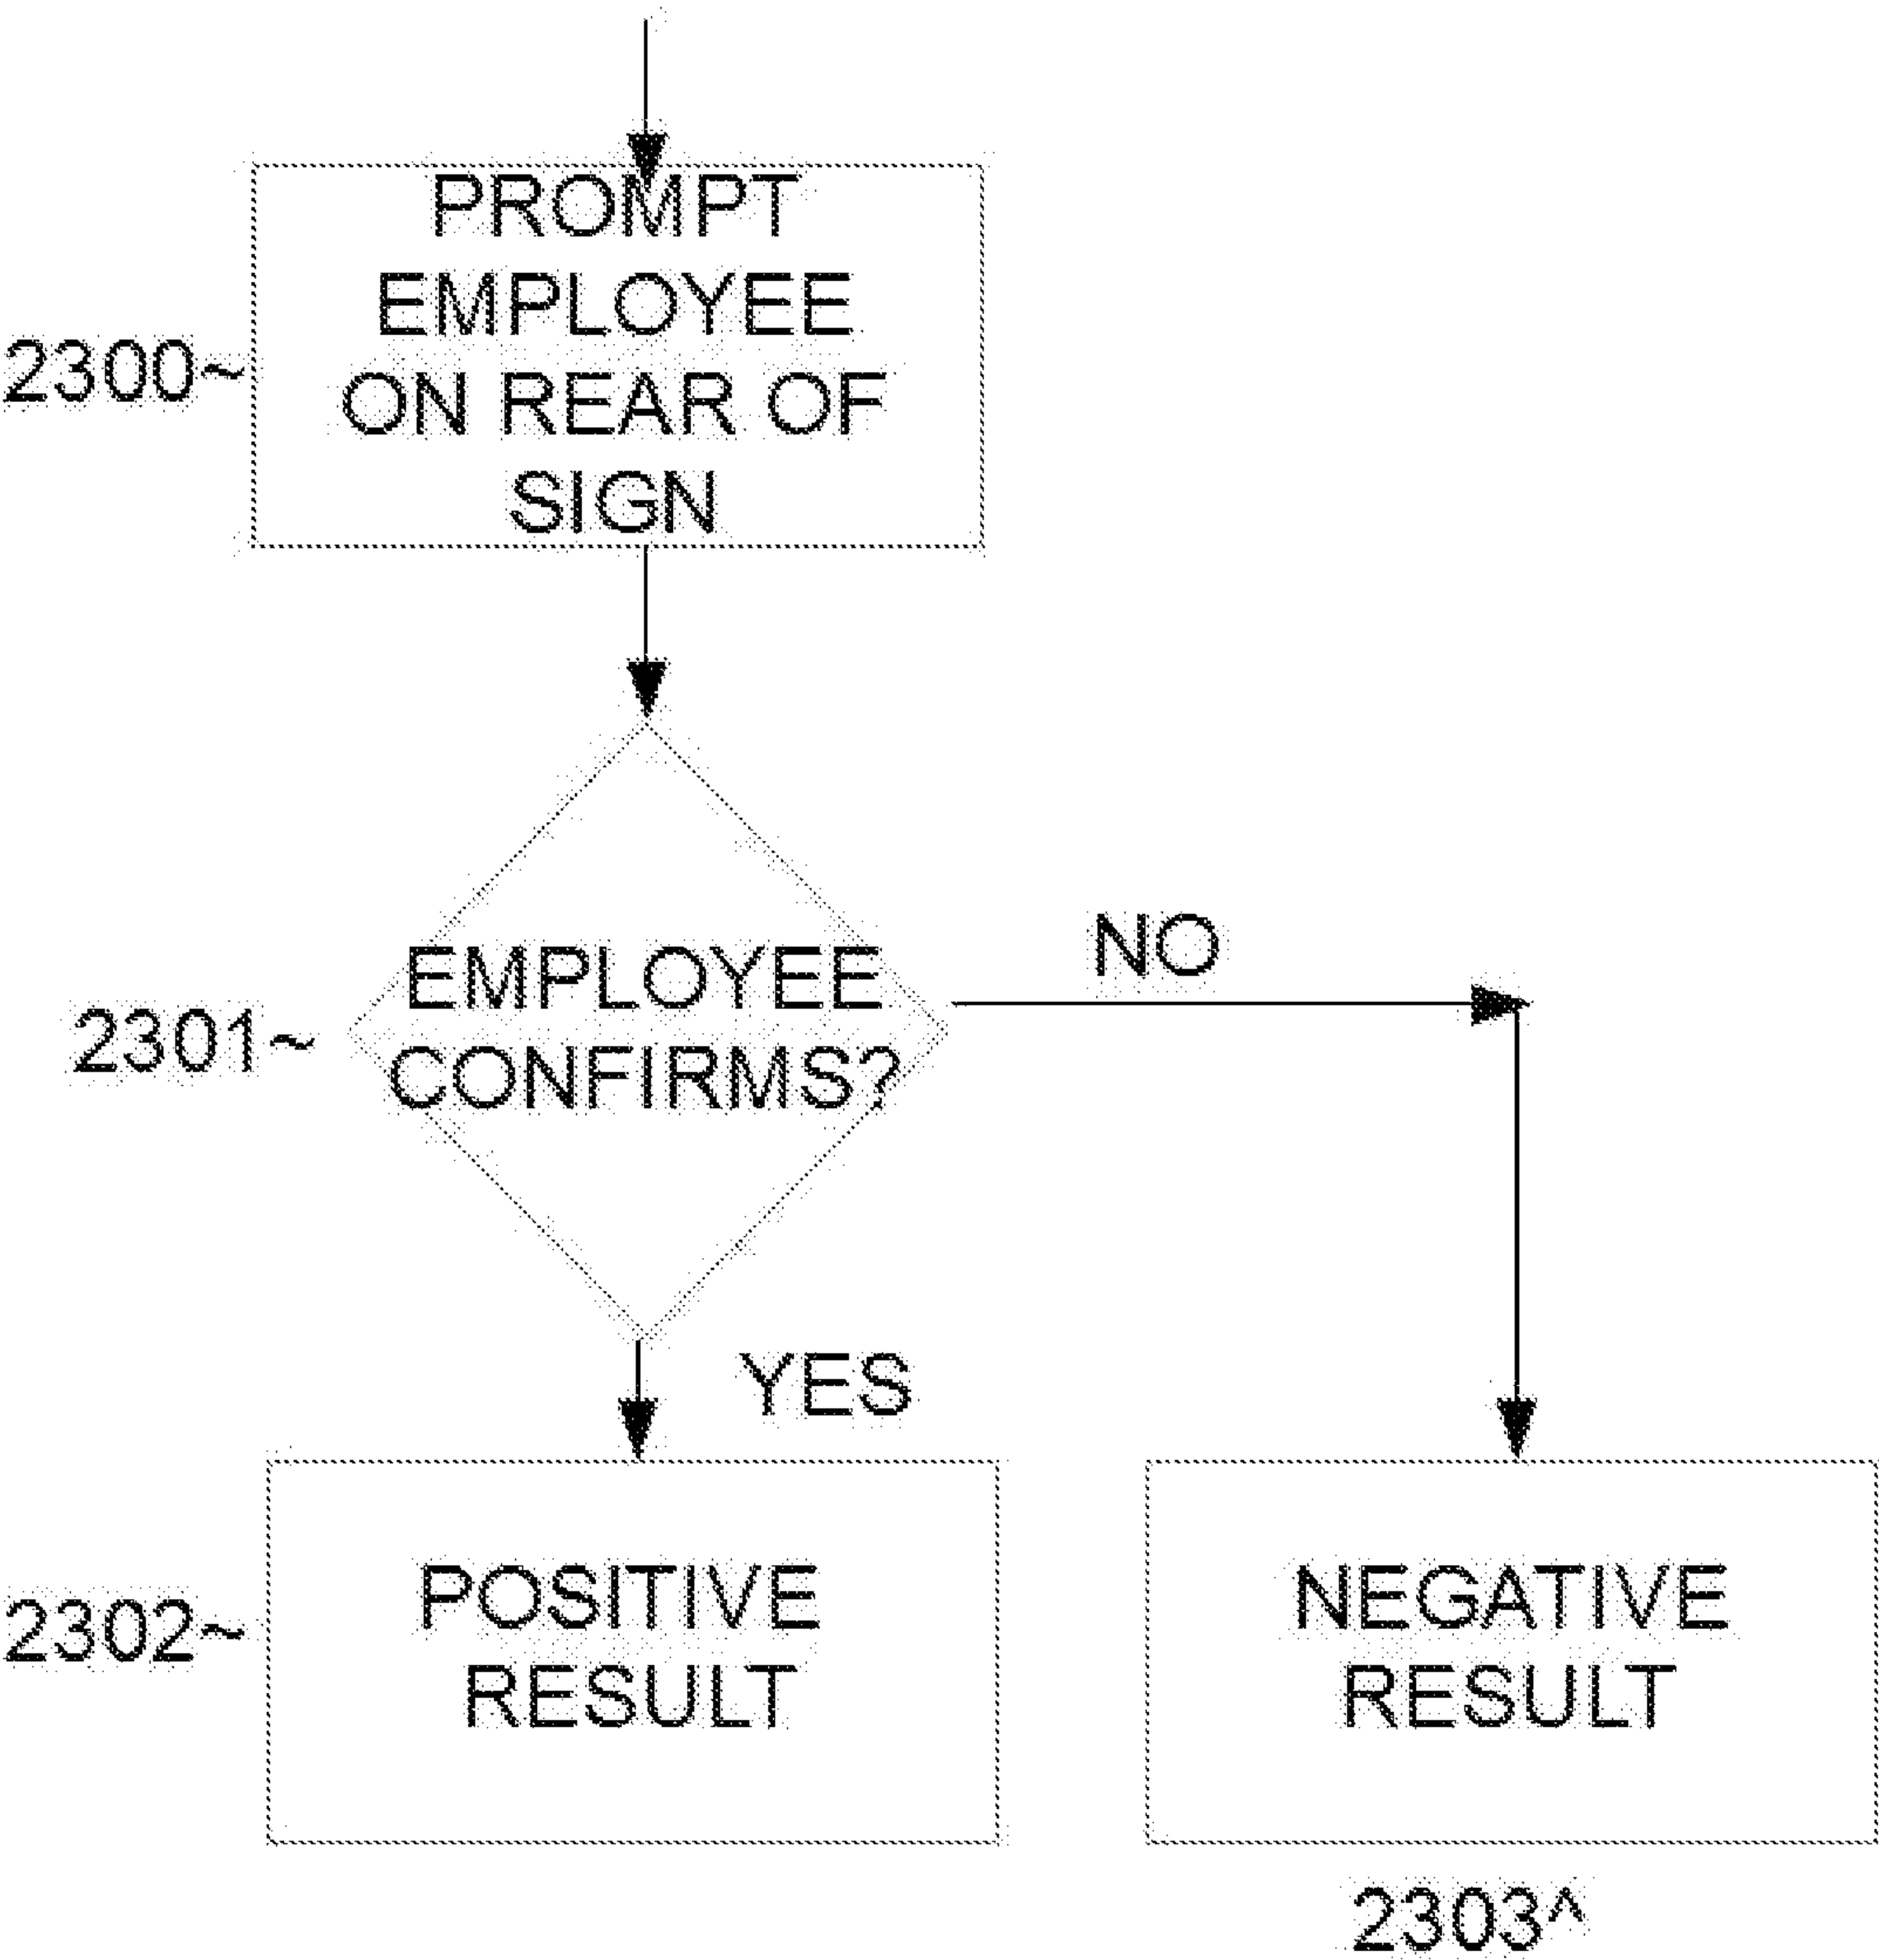 PROMPT
EMPLOYEE
ON REAR OF
SIGN
2300~
EMPLOYEE
CONFIRMS?
2301~
NO
YES
POSITIVE
RESULT
2302~
NEGATIVE
RESULT
2303^